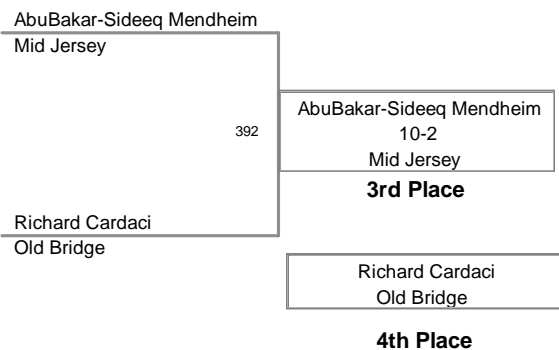 AbuBakar-Sideeq Mendheim
Mid Jersey
392
AbuBakar-Sideeq Mendheim
10-2
Mid Jersey
3rd Place
Richard Cardaci
Old Bridge
Richard Cardaci
Old Bridge
4th Place